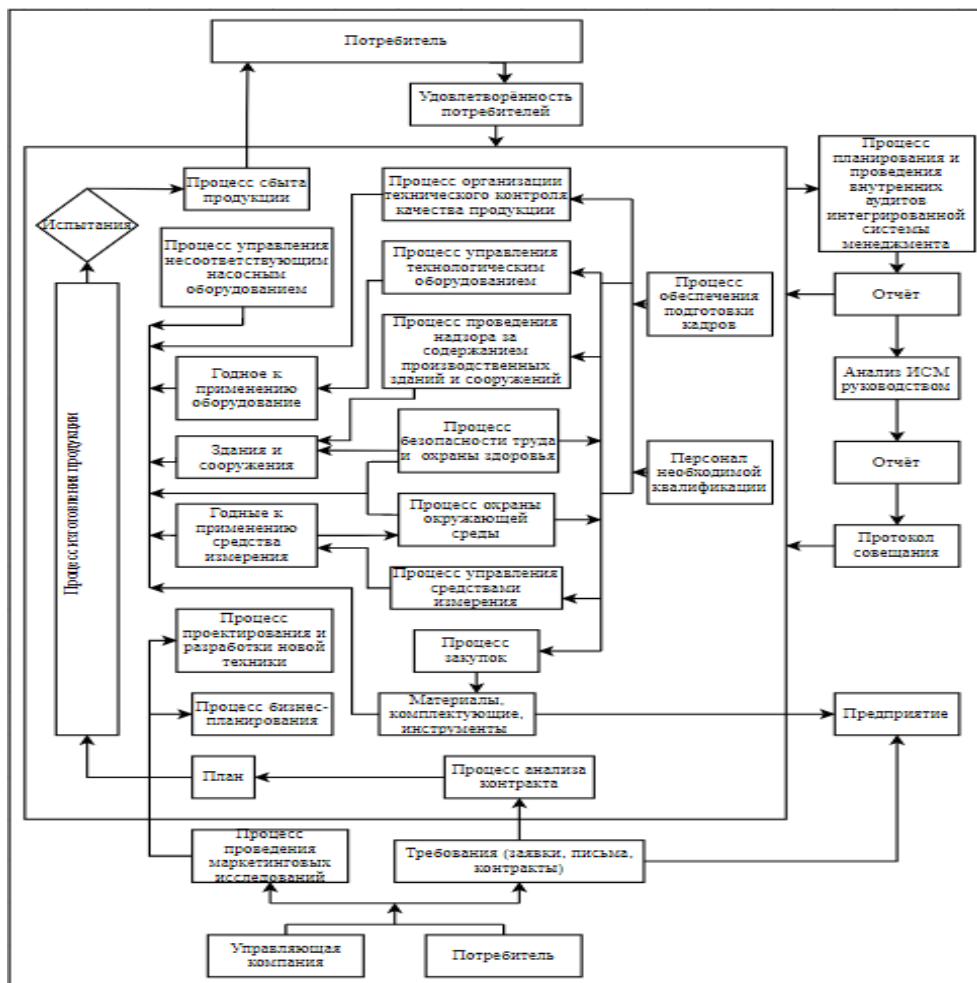 Потребитель
Удовлетворённость
потребителей
Процесс сбыта
продукции
Процесс организации
технического контроля
качества продукции
Процесс
планирования и
проведения
внутренних
аудитов
интегрированной
системы
менеджмента
Испытания
Процесс управления
несоответствующим
насосным
оборудованием
Процесс управления
технологическим
оборудованием
Процесс
обеспечения
подготовки
кадров
Отчёт
Процесс проведения
надзора за
содержанием
производственных
зданий и сооружений
Годное к
применению
оборудование
Анализ ИСМ
руководством
Процесс изготовления продукции
Процесс
безопасности труда
и охраны здоровья
Здания и
сооружения
Персонал
необходимой
квалификации
Отчёт
Годные к
применению
средства
измерения
Процесс охраны
окружающей
среды
Протокол
совещания
Процесс управления
средствами
измерения
Процесс
проектирования и
разработки новой
техники
Процесс
закупок
Процесс бизнес-
планирования
Материалы,
комплектующие,
инструменты
Предприятие
План
Процесс анализа
контракта
Процесс
проведения
маркетинговых
исследований
Требования (заявки, письма,
контракты)
Управляющая
компания
Потребитель